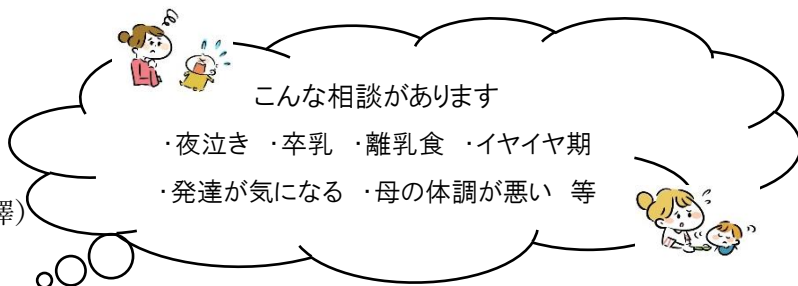 こんな相談があります
・夜泣き ・卒乳 ・離乳食 ・イヤイヤ期
・発達が気になる ・母の体調が悪い 等
澤)